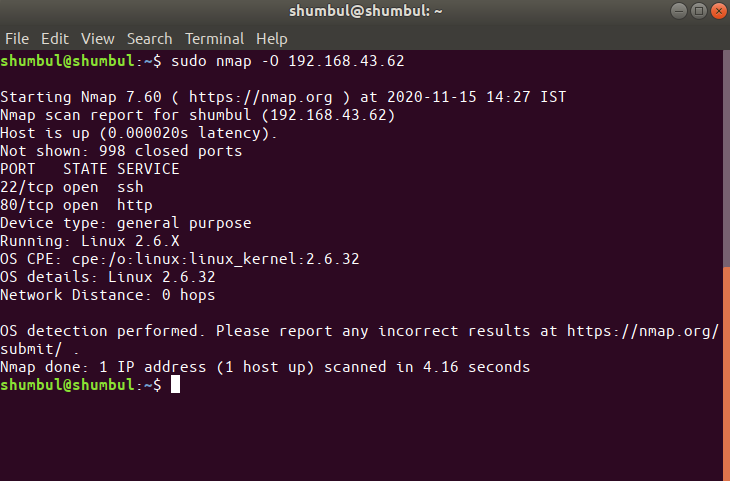 shumbul@shumbul: ~
File Edit View Search Terminal Help
shumbul@shumbul:~$ sudo nmap -O 192.168.43.62
Starting Nmap 7.60 ( https://nmap.org ) at 2020-11-15 14:27 IST
Nmap scan report for shumbul (192.168.43.62)
Host is up (0.000020s latency).
Not shown: 998 closed ports
PORT   STATE SERVICE
22/tcp open  ssh
80/tcp open  http
Device type: general purpose
Running: Linux 2.6.X
OS CPE: cpe:/o:linux:linux_kernel:2.6.32
OS details: Linux 2.6.32
Network Distance: 0 hops
OS detection performed. Please report any incorrect results at https://nmap.org/
submit/ .
Nmap done: 1 IP address (1 host up) scanned in 4.16 seconds
shumbul@shumbul:~$